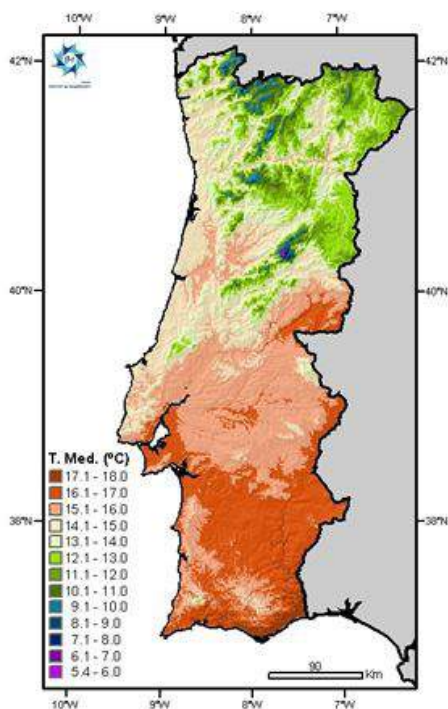 10°W 9°W 8°W 7°W
42°N 42°N
40°N 40°N
T. Med. (ºC)
17.1 - 18.0
16.1 - 17.0
15.1 - 16.0
14.1 - 15.0
13.1 - 14.0
12.1 - 13.0
11.1 - 12.0
10.1 - 11.0
9.1 - 10.0
8.1 - 9.0
7.1 - 8.0
6.1 - 7.0
5.4 - 6.0
38°N 38°N
90
Km
10°W 9°W 8°W 7°W